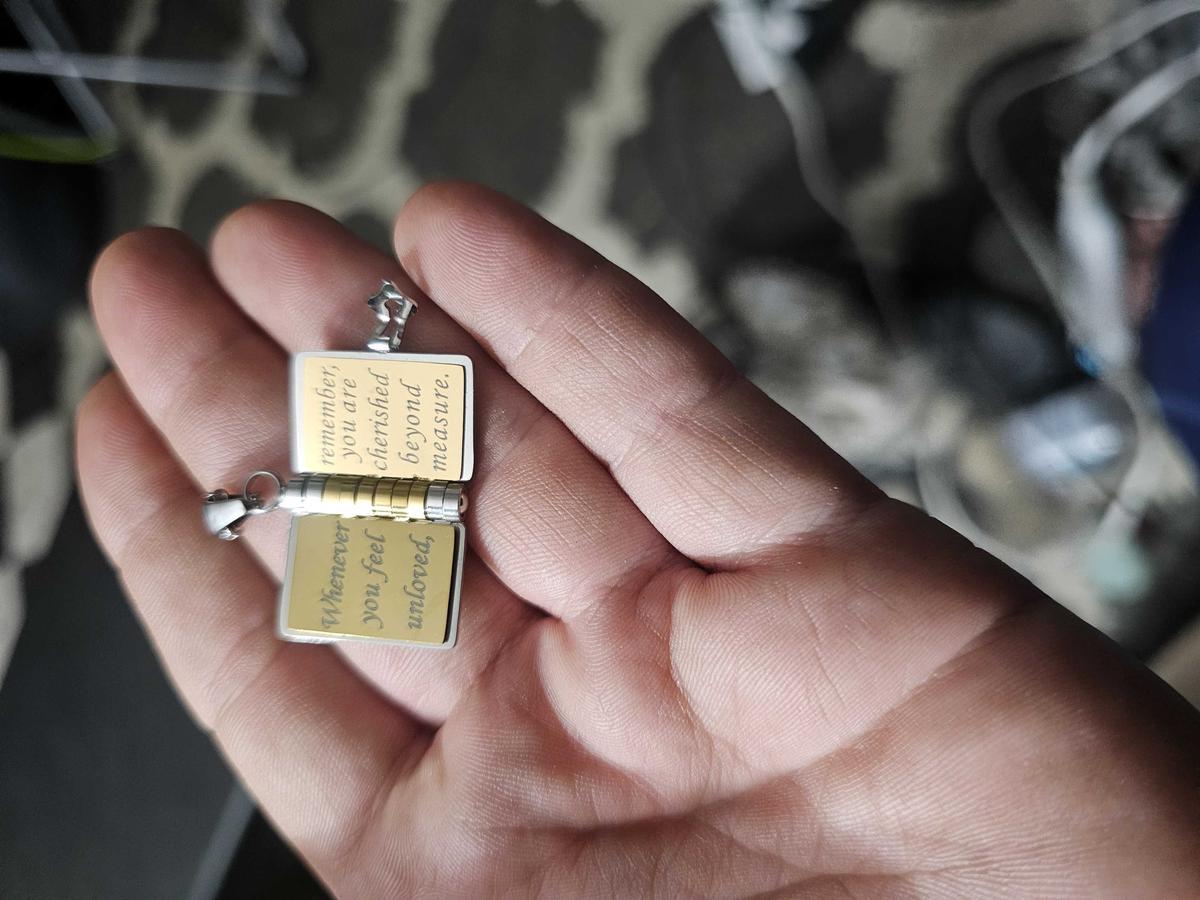 Whenever
you feel
unloved,
remember,
you are
cherished
beyond
measure.